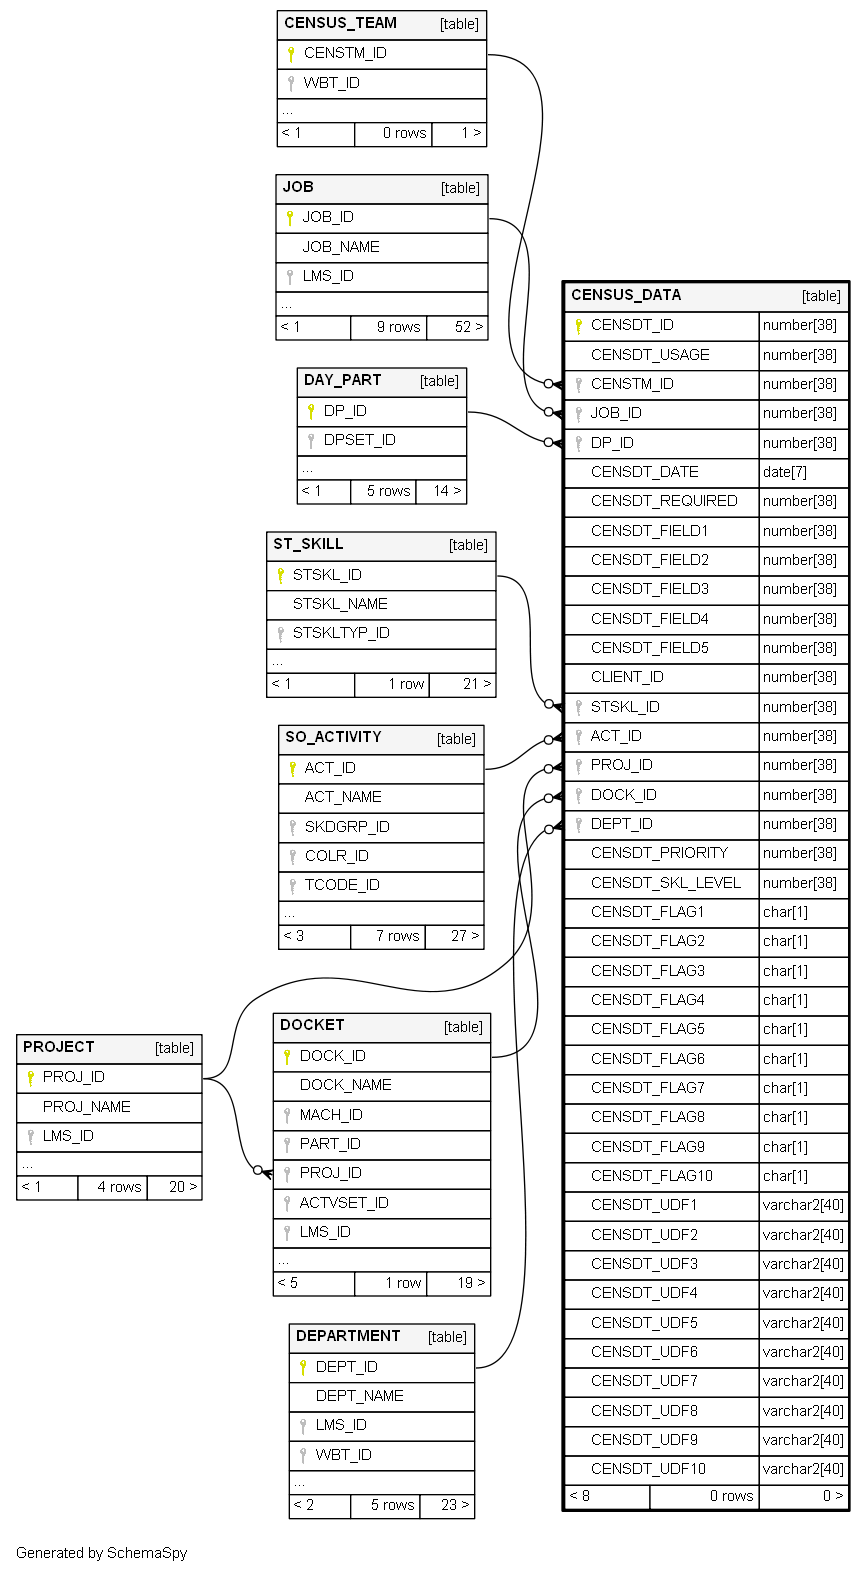 CENSUS_TEAM [table]
CENSTM_ID
WBT_ID
...
< 1 0 rows 1 >
JOB [table]
JOB_ID
JOB_NAME
LMS_ID
...
< 1 9 rows 52 >
DAY_PART [table]
DP_ID
DPSET_ID
...
< 1 5 rows 14 >
ST_SKILL [table]
STSKL_ID
STSKL_NAME
STSKLTYP_ID
...
< 1 1 row 21 >
SO_ACTIVITY [table]
ACT_ID
ACT_NAME
SKDGRP_ID
COLR_ID
TCODE_ID
...
< 3 7 rows 27 >
PROJECT [table]
PROJ_ID
PROJ_NAME
LMS_ID
...
< 1 4 rows 20 >
DOCKET [table]
DOCK_ID
DOCK_NAME
MACH_ID
PART_ID
PROJ_ID
ACTVSET_ID
LMS_ID
...
< 5 1 row 19 >
DEPARTMENT [table]
DEPT_ID
DEPT_NAME
LMS_ID
WBT_ID
...
< 2 5 rows 23 >
CENSUS_DATA [table]
CENSDT_ID number[38]
CENSDT_USAGE number[38]
CENSTM_ID number[38]
JOB_ID number[38]
DP_ID number[38]
CENSDT_DATE date[7]
CENSDT_REQUIRED number[38]
CENSDT_FIELD1 number[38]
CENSDT_FIELD2 number[38]
CENSDT_FIELD3 number[38]
CENSDT_FIELD4 number[38]
CENSDT_FIELD5 number[38]
CLIENT_ID number[38]
STSKL_ID number[38]
ACT_ID number[38]
PROJ_ID number[38]
DOCK_ID number[38]
DEPT_ID number[38]
CENSDT_PRIORITY number[38]
CENSDT_SKL_LEVEL number[38]
CENSDT_FLAG1 char[1]
CENSDT_FLAG2 char[1]
CENSDT_FLAG3 char[1]
CENSDT_FLAG4 char[1]
CENSDT_FLAG5 char[1]
CENSDT_FLAG6 char[1]
CENSDT_FLAG7 char[1]
CENSDT_FLAG8 char[1]
CENSDT_FLAG9 char[1]
CENSDT_FLAG10 char[1]
CENSDT_UDF1 varchar2[40]
CENSDT_UDF2 varchar2[40]
CENSDT_UDF3 varchar2[40]
CENSDT_UDF4 varchar2[40]
CENSDT_UDF5 varchar2[40]
CENSDT_UDF6 varchar2[40]
CENSDT_UDF7 varchar2[40]
CENSDT_UDF8 varchar2[40]
CENSDT_UDF9 varchar2[40]
CENSDT_UDF10 varchar2[40]
< 8 0 rows 0 >
Generated by SchemaSpy